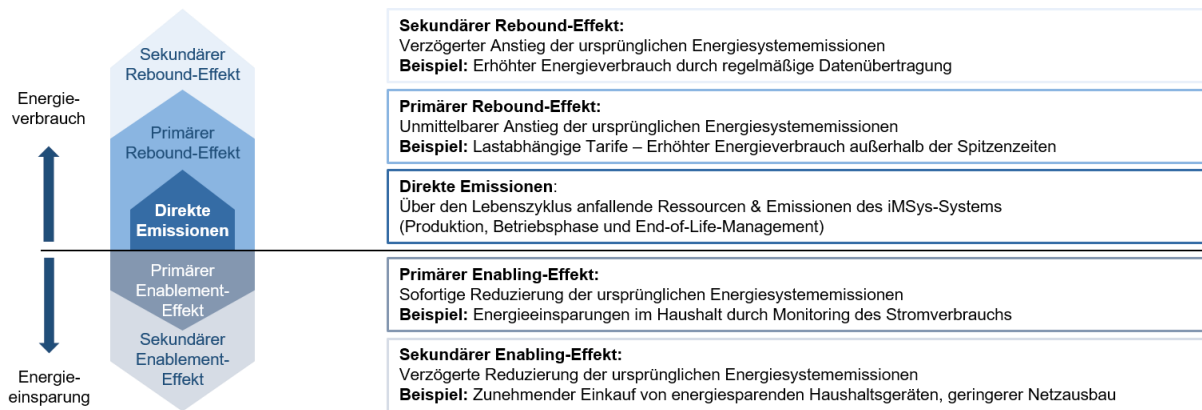 Energie-
verbrauch
Energie-
einsparung
Sekundärer
Rebound-Effekt
Primärer
Rebound-Effekt
Direkte
Emissionen
Primärer
Enablement-
Effekt
Sekundärer
Enablement-
Effekt
Sekundärer Rebound-Effekt:
Verzögerter Anstieg der ursprünglichen Energiesystememissionen
Beispiel: Erhöhter Energieverbrauch durch regelmäßige Datenübertragung
Primärer Rebound-Effekt:
Unmittelbarer Anstieg der ursprünglichen Energiesystememissionen
Beispiel: Lastabhängige Tarife – Erhöhter Energieverbrauch außerhalb der Spitzenzeiten
Direkte Emissionen:
Über den Lebenszyklus anfallende Ressourcen & Emissionen des iMSys-Systems
(Produktion, Betriebsphase und End-of-Life-Management)
Primärer Enabling-Effekt:
Sofortige Reduzierung der ursprünglichen Energiesystememissionen
Beispiel: Energieeinsparungen im Haushalt durch Monitoring des Stromverbrauchs
Sekundärer Enabling-Effekt:
Verzögerte Reduzierung der ursprünglichen Energiesystememissionen
Beispiel: Zunehmender Einkauf von energiesparenden Haushaltsgeräten, geringerer Netzausbau